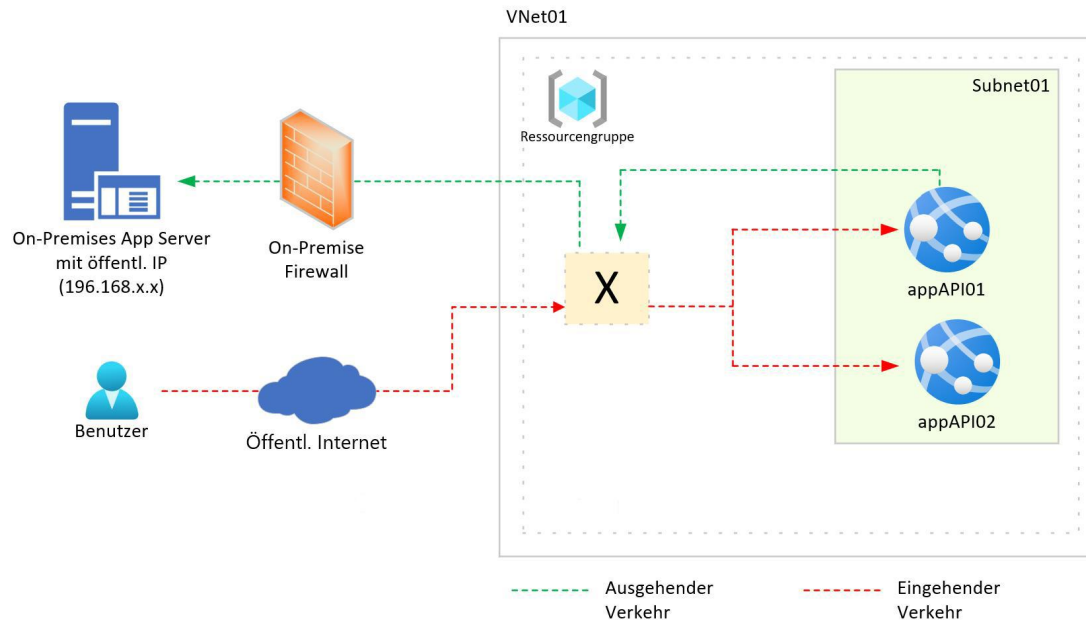 VNet01
Subnet01
Ressourcengruppe
On-Premises App Server
mit öffentl. IP
(196.168.x.x)
On-Premise
Firewall
X
appAPI01
appAPI02
Benutzer
Öffentl. Internet
Ausgehender
Verkehr
Eingehender
Verkehr